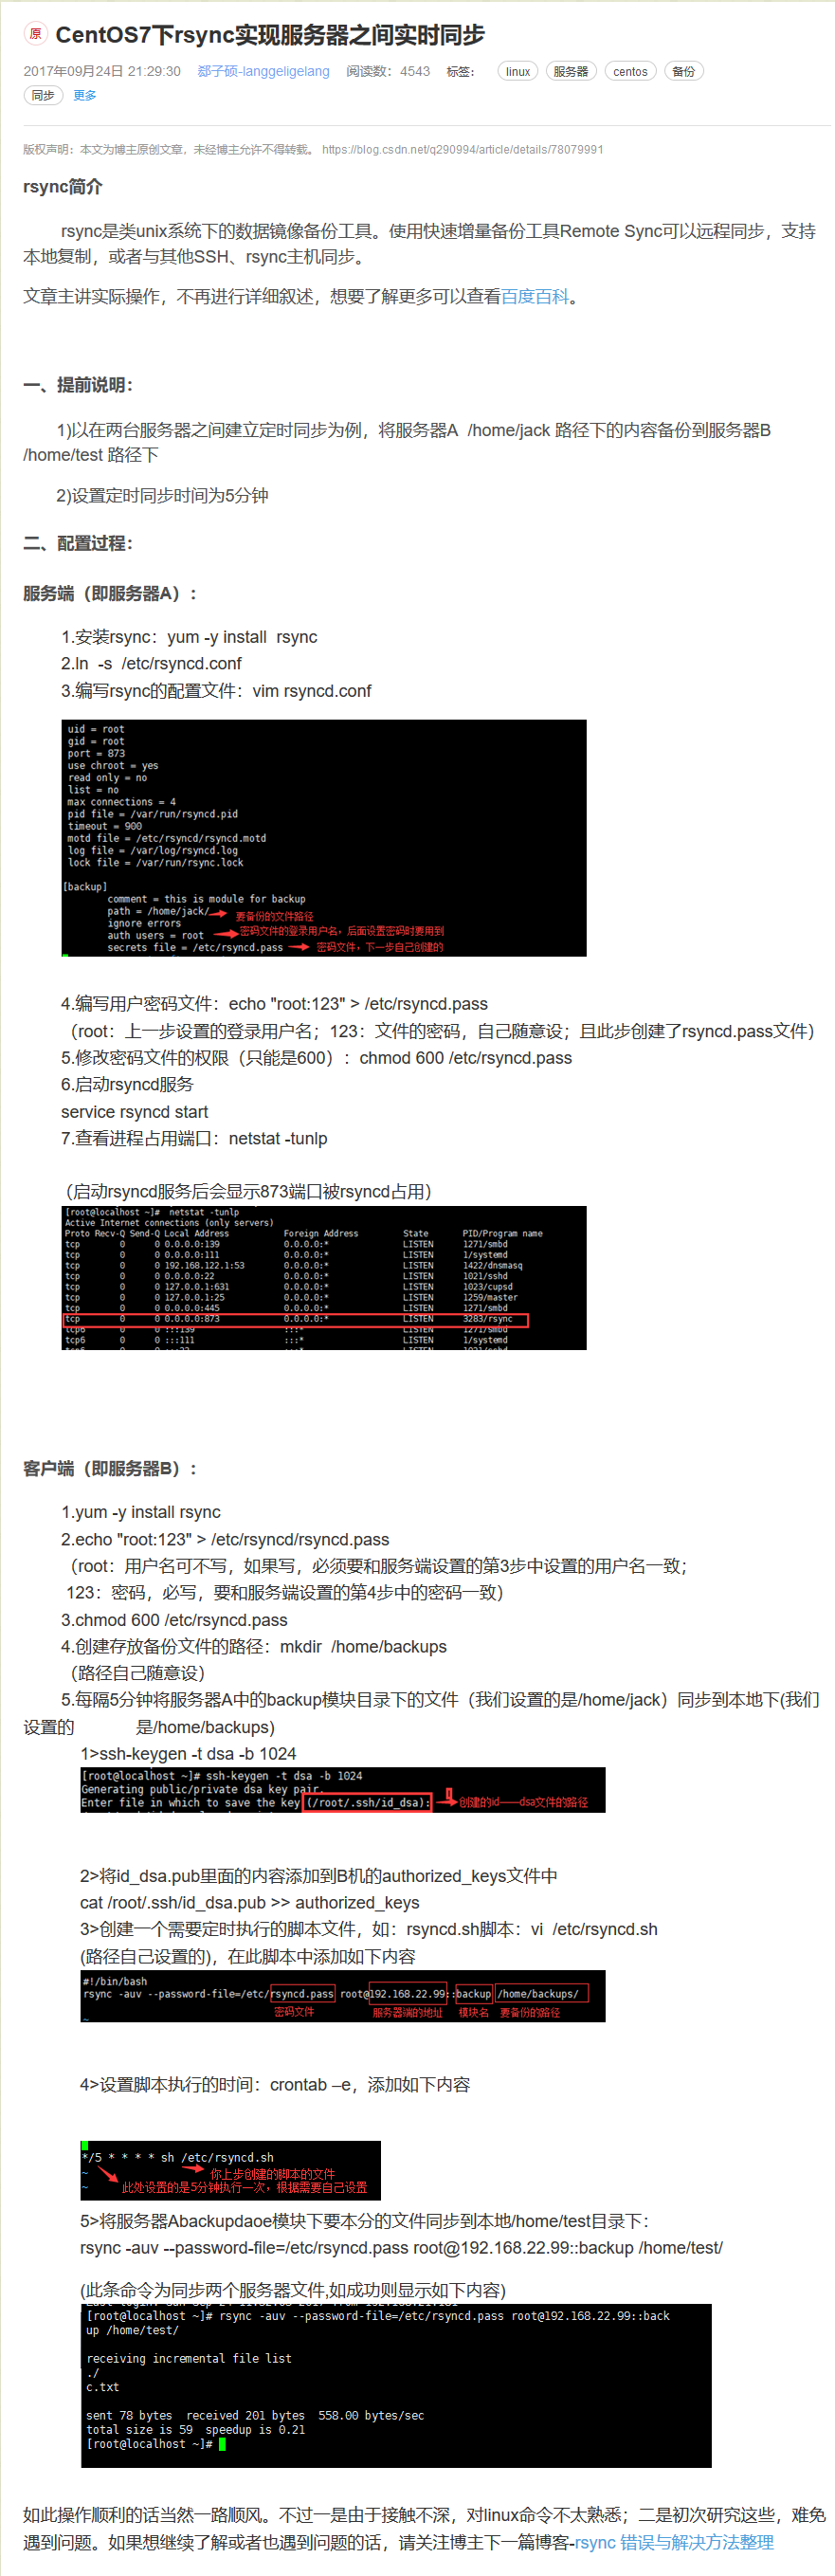 原 CentOS7下rsync实现服务器之间实时同步
2017年09月24日 21:29:30 郄子硕-langgeligelang 阅读数：4543 标签： linux 服务器 centos 备份
同步 更多
版权声明：本文为博主原创文章，未经博主允许不得转载。 https://blog.csdn.net/q290994/article/details/78079991
rsync简介
rsync是类unix系统下的数据镜像备份工具。使用快速增量备份工具Remote Sync可以远程同步，支持
本地复制，或者与其他SSH、rsync主机同步。
文章主讲实际操作，不再进行详细叙述，想要了解更多可以查看百度百科。
一、提前说明：
1)以在两台服务器之间建立定时同步为例，将服务器A /home/jack 路径下的内容备份到服务器B
/home/test 路径下
2)设置定时同步时间为5分钟
二、配置过程：
服务端（即服务器A）：
1.安装rsync：yum -y install rsync
2.ln -s /etc/rsyncd.conf
3.编写rsync的配置文件：vim rsyncd.conf
uid = root
gid = root
port = 873
use chroot = yes
read only = no
list = no
max connections = 4
pid file = /var/run/rsyncd.pid
timeout = 900
motd file = /etc/rsyncd/rsyncd.motd
log file = /var/log/rsyncd.log
lock file = /var/run/rsync.lock
[backup]
comment = this is module for backup
path = /home/jack/ 要备份的文件路径
ignore errors
auth users = root 密码文件的登录用户名，后面设置密码时要用到
secrets file = /etc/rsyncd.pass 密码文件，下一步自己创建的
4.编写用户密码文件：echo "root:123" > /etc/rsyncd.pass
（root：上一步设置的登录用户名；123：文件的密码，自己随意设；且此步创建了rsyncd.pass文件）
5.修改密码文件的权限（只能是600）：chmod 600 /etc/rsyncd.pass
6.启动rsyncd服务
service rsyncd start
7.查看进程占用端口：netstat -tunlp
（启动rsyncd服务后会显示873端口被rsyncd占用）
[root@localhost ~]# netstat -tunlp
Active Internet connections (only servers)
Proto Recv-Q Send-Q Local Address Foreign Address State PID/Program name
tcp 0 0 0.0.0.0:139 0.0.0.0:* LISTEN 1271/smbd
tcp 0 0 0.0.0.0:111 0.0.0.0:* LISTEN 1/systemd
tcp 0 0 192.168.122.1:53 0.0.0.0:* LISTEN 1422/dnsmasq
tcp 0 0 0.0.0.0:22 0.0.0.0:* LISTEN 1021/sshd
tcp 0 0 127.0.0.1:631 0.0.0.0:* LISTEN 1023/cupsd
tcp 0 0 127.0.0.1:25 0.0.0.0:* LISTEN 1259/master
tcp 0 0 0.0.0.0:445 0.0.0.0:* LISTEN 1271/smbd
tcp 0 0 0.0.0.0:873 0.0.0.0:* LISTEN 3283/rsync
tcp6 0 0 :::139 :::* LISTEN 1271/smbd
tcp6 0 0 :::111 :::* LISTEN 1/systemd
客户端（即服务器B）：
1.yum -y install rsync
2.echo "root:123" > /etc/rsyncd/rsyncd.pass
（root：用户名可不写，如果写，必须要和服务端设置的第3步中设置的用户名一致；
123：密码，必写，要和服务端设置的第4步中的密码一致）
3.chmod 600 /etc/rsyncd.pass
4.创建存放备份文件的路径：mkdir /home/backups
（路径自己随意设）
5.每隔5分钟将服务器A中的backup模块目录下的文件（我们设置的是/home/jack）同步到本地下(我们
设置的 是/home/backups)
1>ssh-keygen -t dsa -b 1024
[root@localhost ~]# ssh-keygen -t dsa -b 1024
Generating public/private dsa key pair.
Enter file in which to save the key (/root/.ssh/id_dsa): 创建的id——dsa文件的路径
2>将id_dsa.pub里面的内容添加到B机的authorized_keys文件中
cat /root/.ssh/id_dsa.pub >> authorized_keys
3>创建一个需要定时执行的脚本文件，如：rsyncd.sh脚本：vi /etc/rsyncd.sh
(路径自己设置的)，在此脚本中添加如下内容
#!/bin/bash
rsync -auv --password-file=/etc/rsyncd.pass root@192.168.22.99::backup /home/backups/
密码文件 服务器端的地址 模块名 要备份的路径
~
4>设置脚本执行的时间：crontab –e，添加如下内容
*/5 * * * * sh /etc/rsyncd.sh
~ 你上步创建的脚本的文件
~ 此处设置的是5分钟执行一次，根据需要自己设置
5>将服务器Abackupdaoe模块下要本分的文件同步到本地/home/test目录下：
rsync -auv --password-file=/etc/rsyncd.pass root@192.168.22.99::backup /home/test/
(此条命令为同步两个服务器文件,如成功则显示如下内容)
[root@localhost ~]# rsync -auv --password-file=/etc/rsyncd.pass root@192.168.22.99::back
up /home/test/
receiving incremental file list
./
c.txt
sent 78 bytes received 201 bytes 558.00 bytes/sec
total size is 59 speedup is 0.21
[root@localhost ~]#
如此操作顺利的话当然一路顺风。不过一是由于接触不深，对linux命令不太熟悉；二是初次研究这些，难免
遇到问题。如果想继续了解或者也遇到问题的话，请关注博主下一篇博客-rsync 错误与解决方法整理